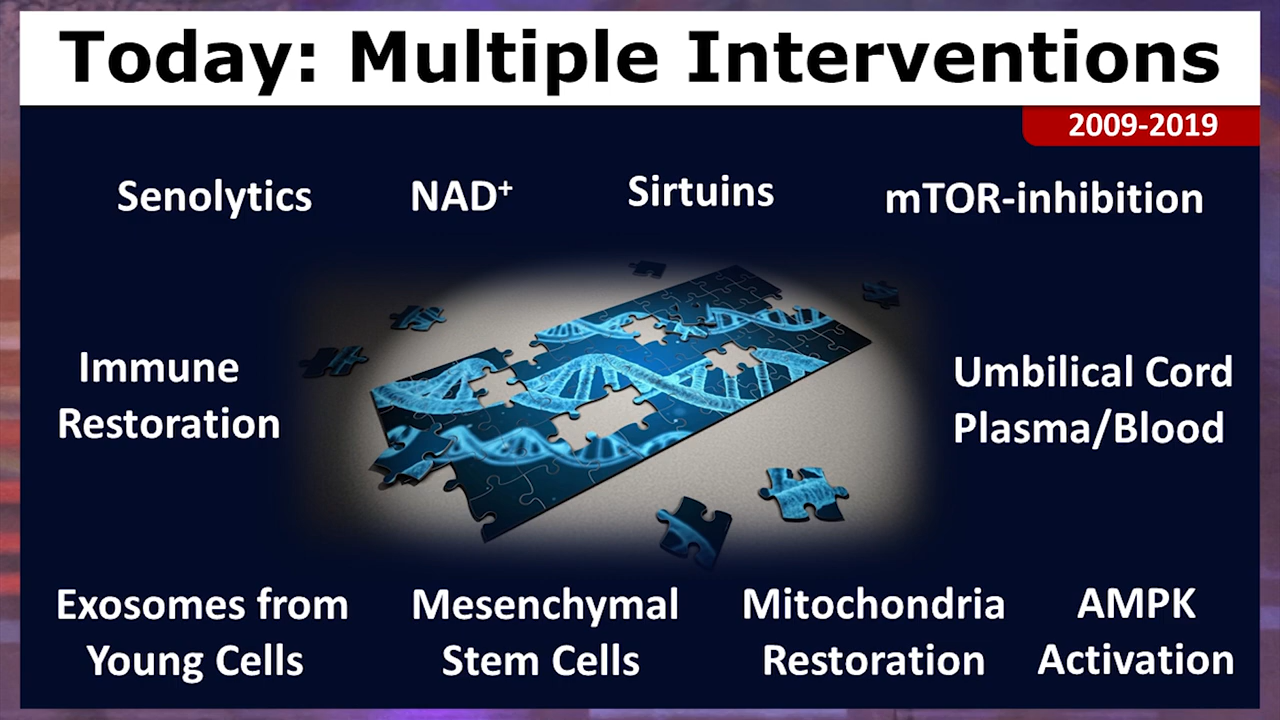 Today: Multiple Interventions
2009-2019
Senolytics
NAD⁺
Sirtuins
mTOR-inhibition
Immune
Restoration
Umbilical Cord
Plasma/Blood
Exosomes from
Young Cells
Mesenchymal
Stem Cells
Mitochondria
Restoration
AMPK
Activation